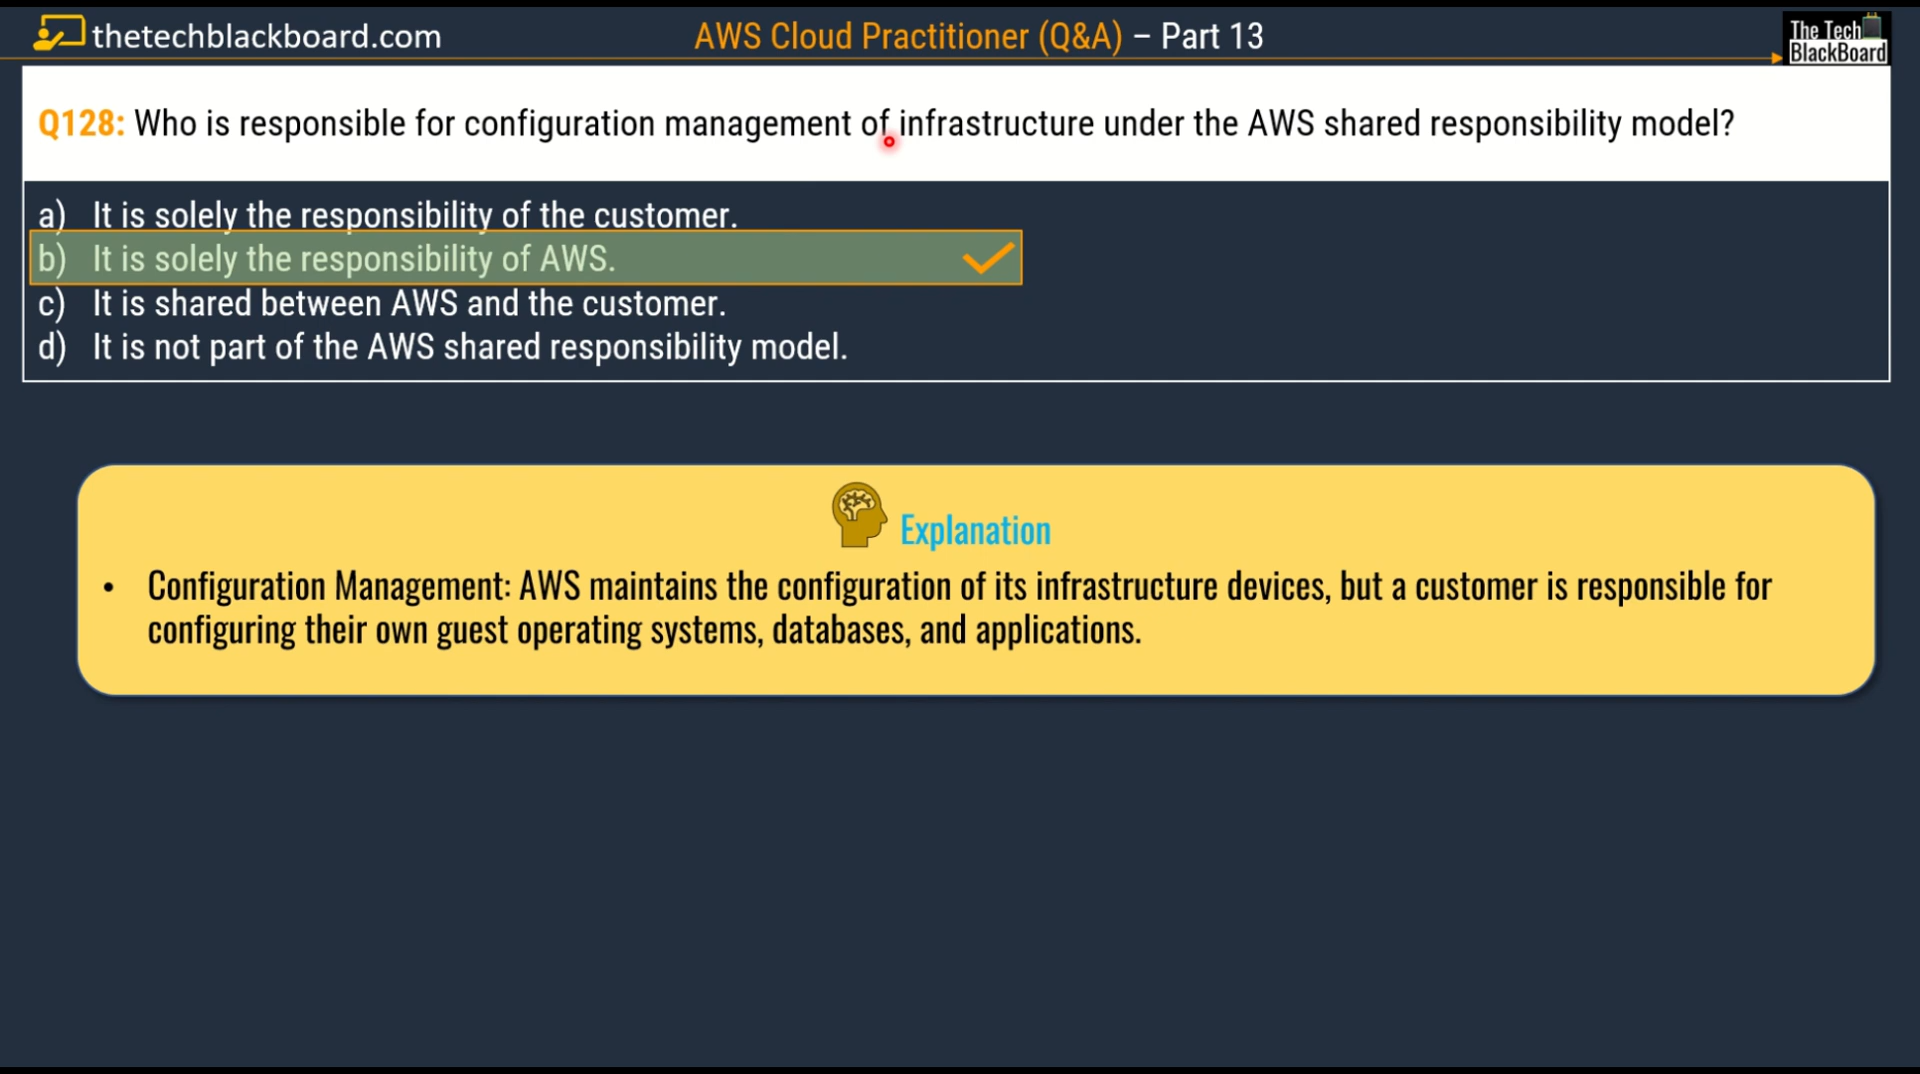 thetechblackboard.com
AWS Cloud Practitioner (Q&A) – Part 13
The Tech
BlackBoard
Q128: Who is responsible for configuration management of infrastructure under the AWS shared responsibility model?
a) It is solely the responsibility of the customer.
b) It is solely the responsibility of AWS.
c) It is shared between AWS and the customer.
d) It is not part of the AWS shared responsibility model.
Explanation
• Configuration Management: AWS maintains the configuration of its infrastructure devices, but a customer is responsible for
configuring their own guest operating systems, databases, and applications.